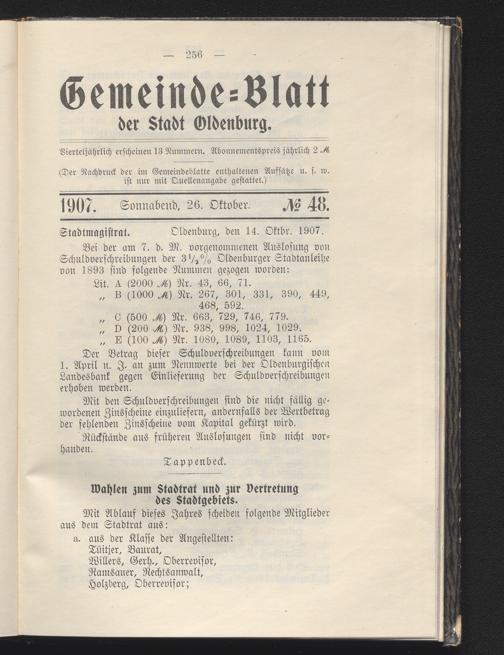 — 256 —
Gemeinde-Blatt
der Stadt Oldenburg.
Vierteljährlich erscheinen 13 Nummern. Abonnementspreis jährlich 2 ℳ
(Der Nachdruck der im Gemeindeblatte enthaltenen Aufsätze u. s. w.
ist nur mit Quellenangabe gestattet.)
1907. Sonnabend, 26. Oktober. № 48.
Stadtmagistrat. Oldenburg, den 14. Oktbr. 1907.
Bei der am 7. d. M. vorgenommenen Auslosung von
Schuldverschreibungen der 3½% Oldenburger Stadtanleihe
von 1893 sind folgende Nummern gezogen worden:
Lit. A (2000 ℳ) Nr. 43, 66, 71.
„ B (1000 ℳ) Nr. 267, 301, 331, 390, 449,
468, 592.
„ C (500 ℳ) Nr. 663, 729, 746, 779.
„ D (200 ℳ) Nr. 938, 998, 1024, 1029.
„ E (100 ℳ) Nr. 1080, 1089, 1103, 1165.
Der Betrag dieser Schuldverschreibungen kann vom
1. April n. J. an zum Nennwerte bei der Oldenburgischen
Landesbank gegen Einlieferung der Schuldverschreibungen
erhoben werden.
Mit den Schuldverschreibungen sind die nicht fällig ge-
wordenen Zinsscheine einzuliefern, andernfalls der Wertbetrag
der fehlenden Zinsscheine vom Kapital gekürzt wird.
Rückstände aus früheren Auslosungen sind nicht vor-
handen.
Tappenbeck.
Wahlen zum Stadtrat und zur Vertretung
des Stadtgebiets.
Mit Ablauf dieses Jahres scheiden folgende Mitglieder
aus dem Stadtrat aus:
a. aus der Klasse der Angestellten:
Tüitjer, Baurat,
Willers, Gerh., Oberrevisor,
Ramsauer, Rechtsanwalt,
Holzberg, Oberrevisor;